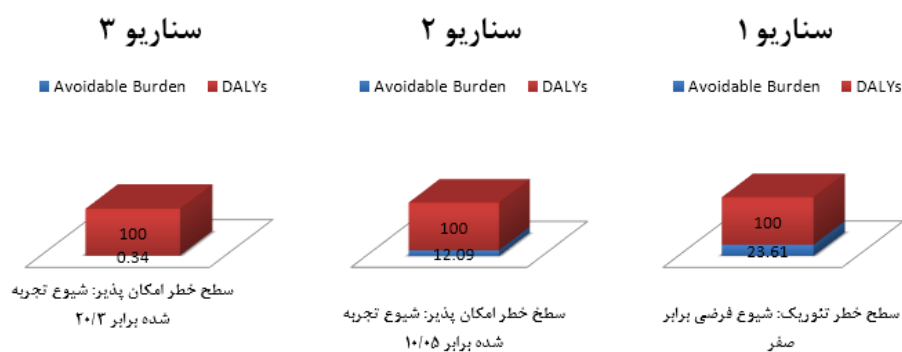 سناریو ۱
Avoidable Burden DALYs
100
23.61
سطح خطر تئوریک: شیوع فرضی برابر
صفر
سناریو ۲
Avoidable Burden DALYs
100
12.09
سطخ خطر امکان پذیر: شیوع تجربه
شده برابر ۱۰/۰۵
سناریو ۳
Avoidable Burden DALYs
100
0.34
سطح خطر امکان پذیر: شیوع تجربه
شده برابر ۲۰/۳